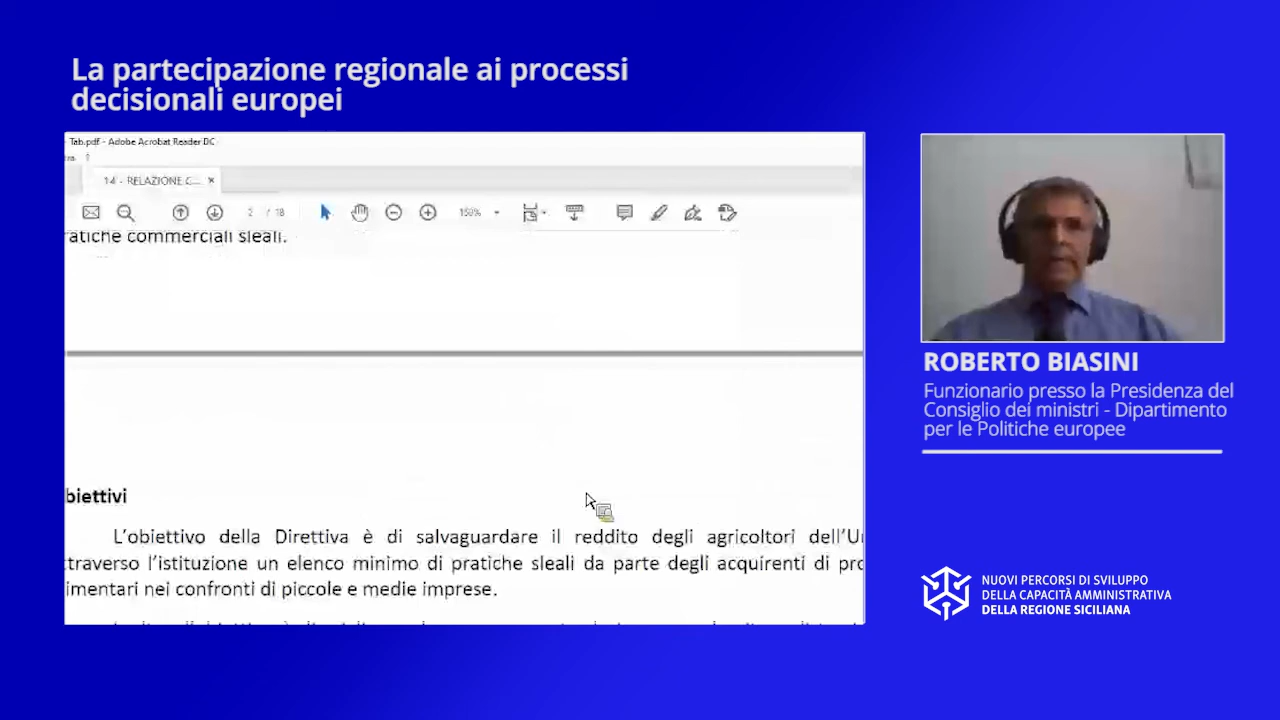 La partecipazione regionale ai processi
decisionali europei
Tab.pdf - Adobe Acrobat Reader DC
14 - RELAZIONE C... ×
2 / 18
150%
ratiche commerciali sleali.
biettivi
L'obiettivo della Direttiva è di salvaguardare il reddito degli agricoltori dell'U
ttraverso l'istituzione un elenco minimo di pratiche sleali da parte degli acquirenti di pro
imentari nei confronti di piccole e medie imprese.
ROBERTO BIASINI
Funzionario presso la Presidenza del
Consiglio dei ministri - Dipartimento
per le Politiche europee
NUOVI PERCORSI DI SVILUPPO
DELLA CAPACITÀ AMMINISTRATIVA
DELLA REGIONE SICILIANA